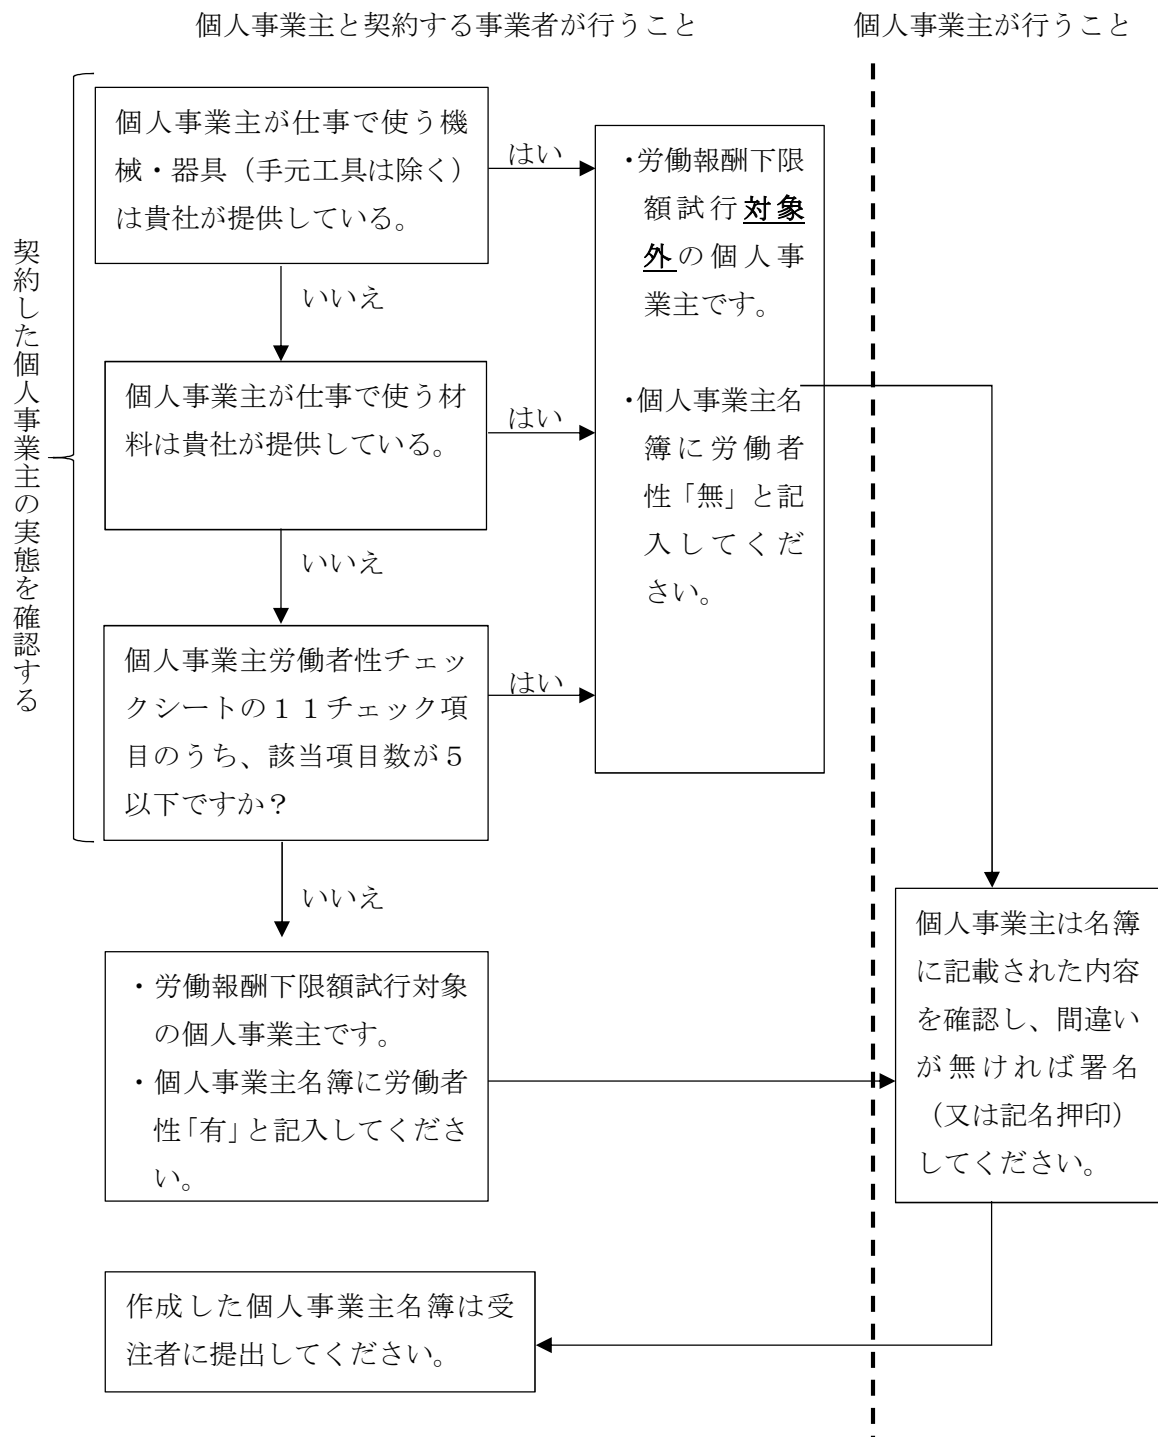 個人事業主と契約する事業者が行うこと
個人事業主が行うこと
契約した個人事業主の実態を確認する
個人事業主が仕事で使う機
械・器具（手元工具は除く）
は貴社が提供している。
はい
いいえ
個人事業主が仕事で使う材
料は貴社が提供している。
はい
いいえ
個人事業主労働者性チェッ
クシートの１１チェック項
目のうち、該当項目数が５
以下ですか？
はい
いいえ
・労働報酬下限
額試行対象
外の個人事
業主です。
・個人事業主名
簿に労働者
性「無」と記
入してくだ
さい。
・労働報酬下限額試行対象
の個人事業主です。
・個人事業主名簿に労働者
性「有」と記入してくださ
い。
個人事業主は名簿
に記載された内容
を確認し、間違い
が無ければ署名
（又は記名押印）
してください。
作成した個人事業主名簿は受
注者に提出してください。